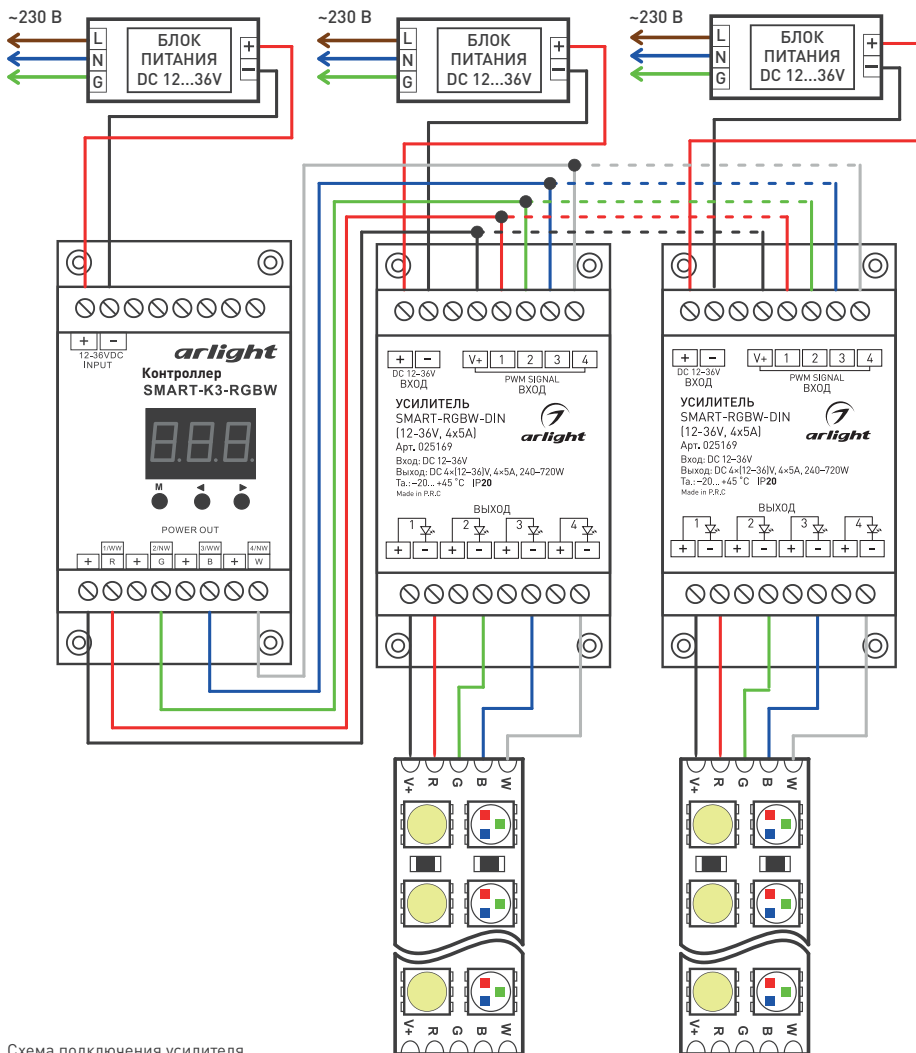 ~230 В
L
N
G
БЛОК
ПИТАНИЯ
DC 12...36V
+
−
~230 В
L
N
G
БЛОК
ПИТАНИЯ
DC 12...36V
+
−
~230 В
L
N
G
БЛОК
ПИТАНИЯ
DC 12...36V
+
−
+ −
12-36VDC
INPUT
arlight
Контроллер
SMART-K3-RGBW
8.8.8
M ◄ ►
POWER OUT
1/WW 2/NW 3/WW 4/NW
+ R + G + B + W
+ −
DC 12–36V
ВХОД
V+ 1 2 3 4
PWM SIGNAL
ВХОД
УСИЛИТЕЛЬ
SMART-RGBW-DIN
(12-36V, 4x5A)
Арт. 025169
arlight
Вход: DC 12–36V
Выход: DC 4×(12–36)V, 4×5A, 240–720W
Ta.: –20... +45 °C IP20
Made in P.R.C
ВЫХОД
1 2 3 4
+ − + − + − + −
+ −
DC 12–36V
ВХОД
V+ 1 2 3 4
PWM SIGNAL
ВХОД
УСИЛИТЕЛЬ
SMART-RGBW-DIN
(12-36V, 4x5A)
Арт. 025169
arlight
Вход: DC 12–36V
Выход: DC 4×(12–36)V, 4×5A, 240–720W
Ta.: –20... +45 °C IP20
Made in P.R.C
ВЫХОД
1 2 3 4
+ − + − + − + −
V+ R G B W
V+ R G B W
V+ R G B W
V+ R G B W
Схема подключения усилителя